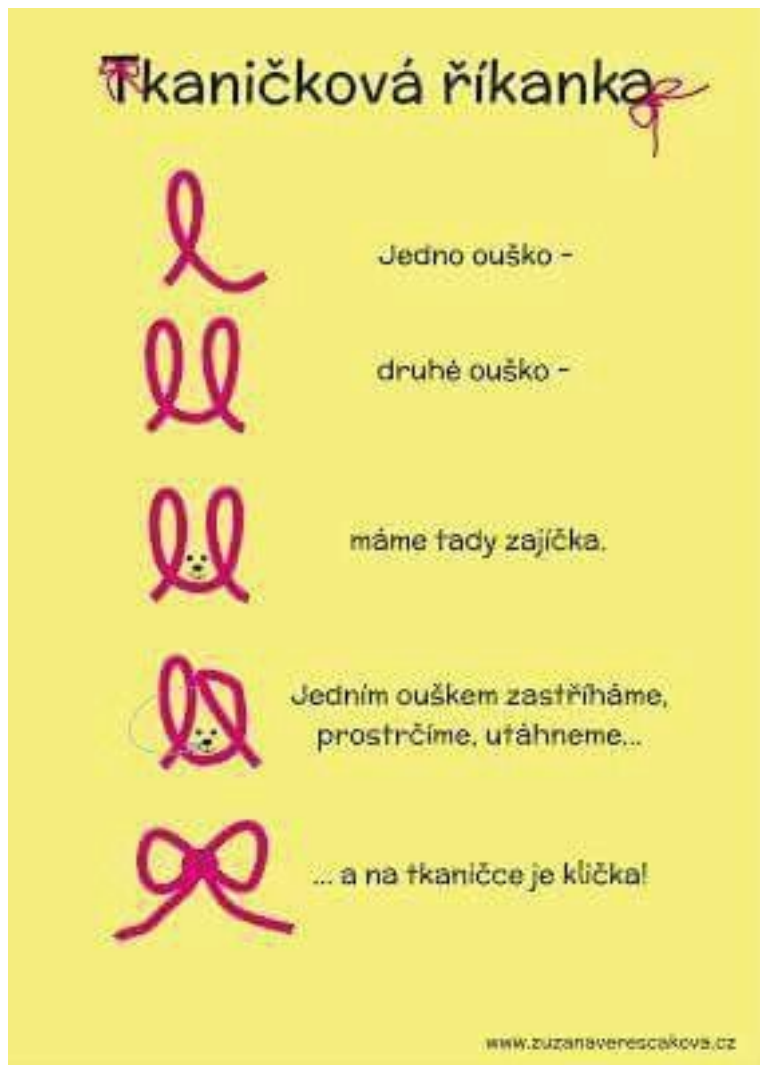 Tkaničková říkanka
Jedno ouško -
druhé ouško -
máme tady zajíčka.
Jedním ouškem zastříháme,
prostrčíme, utáhneme...
... a na tkaničce je klička!
www.zuzanaverescakova.cz